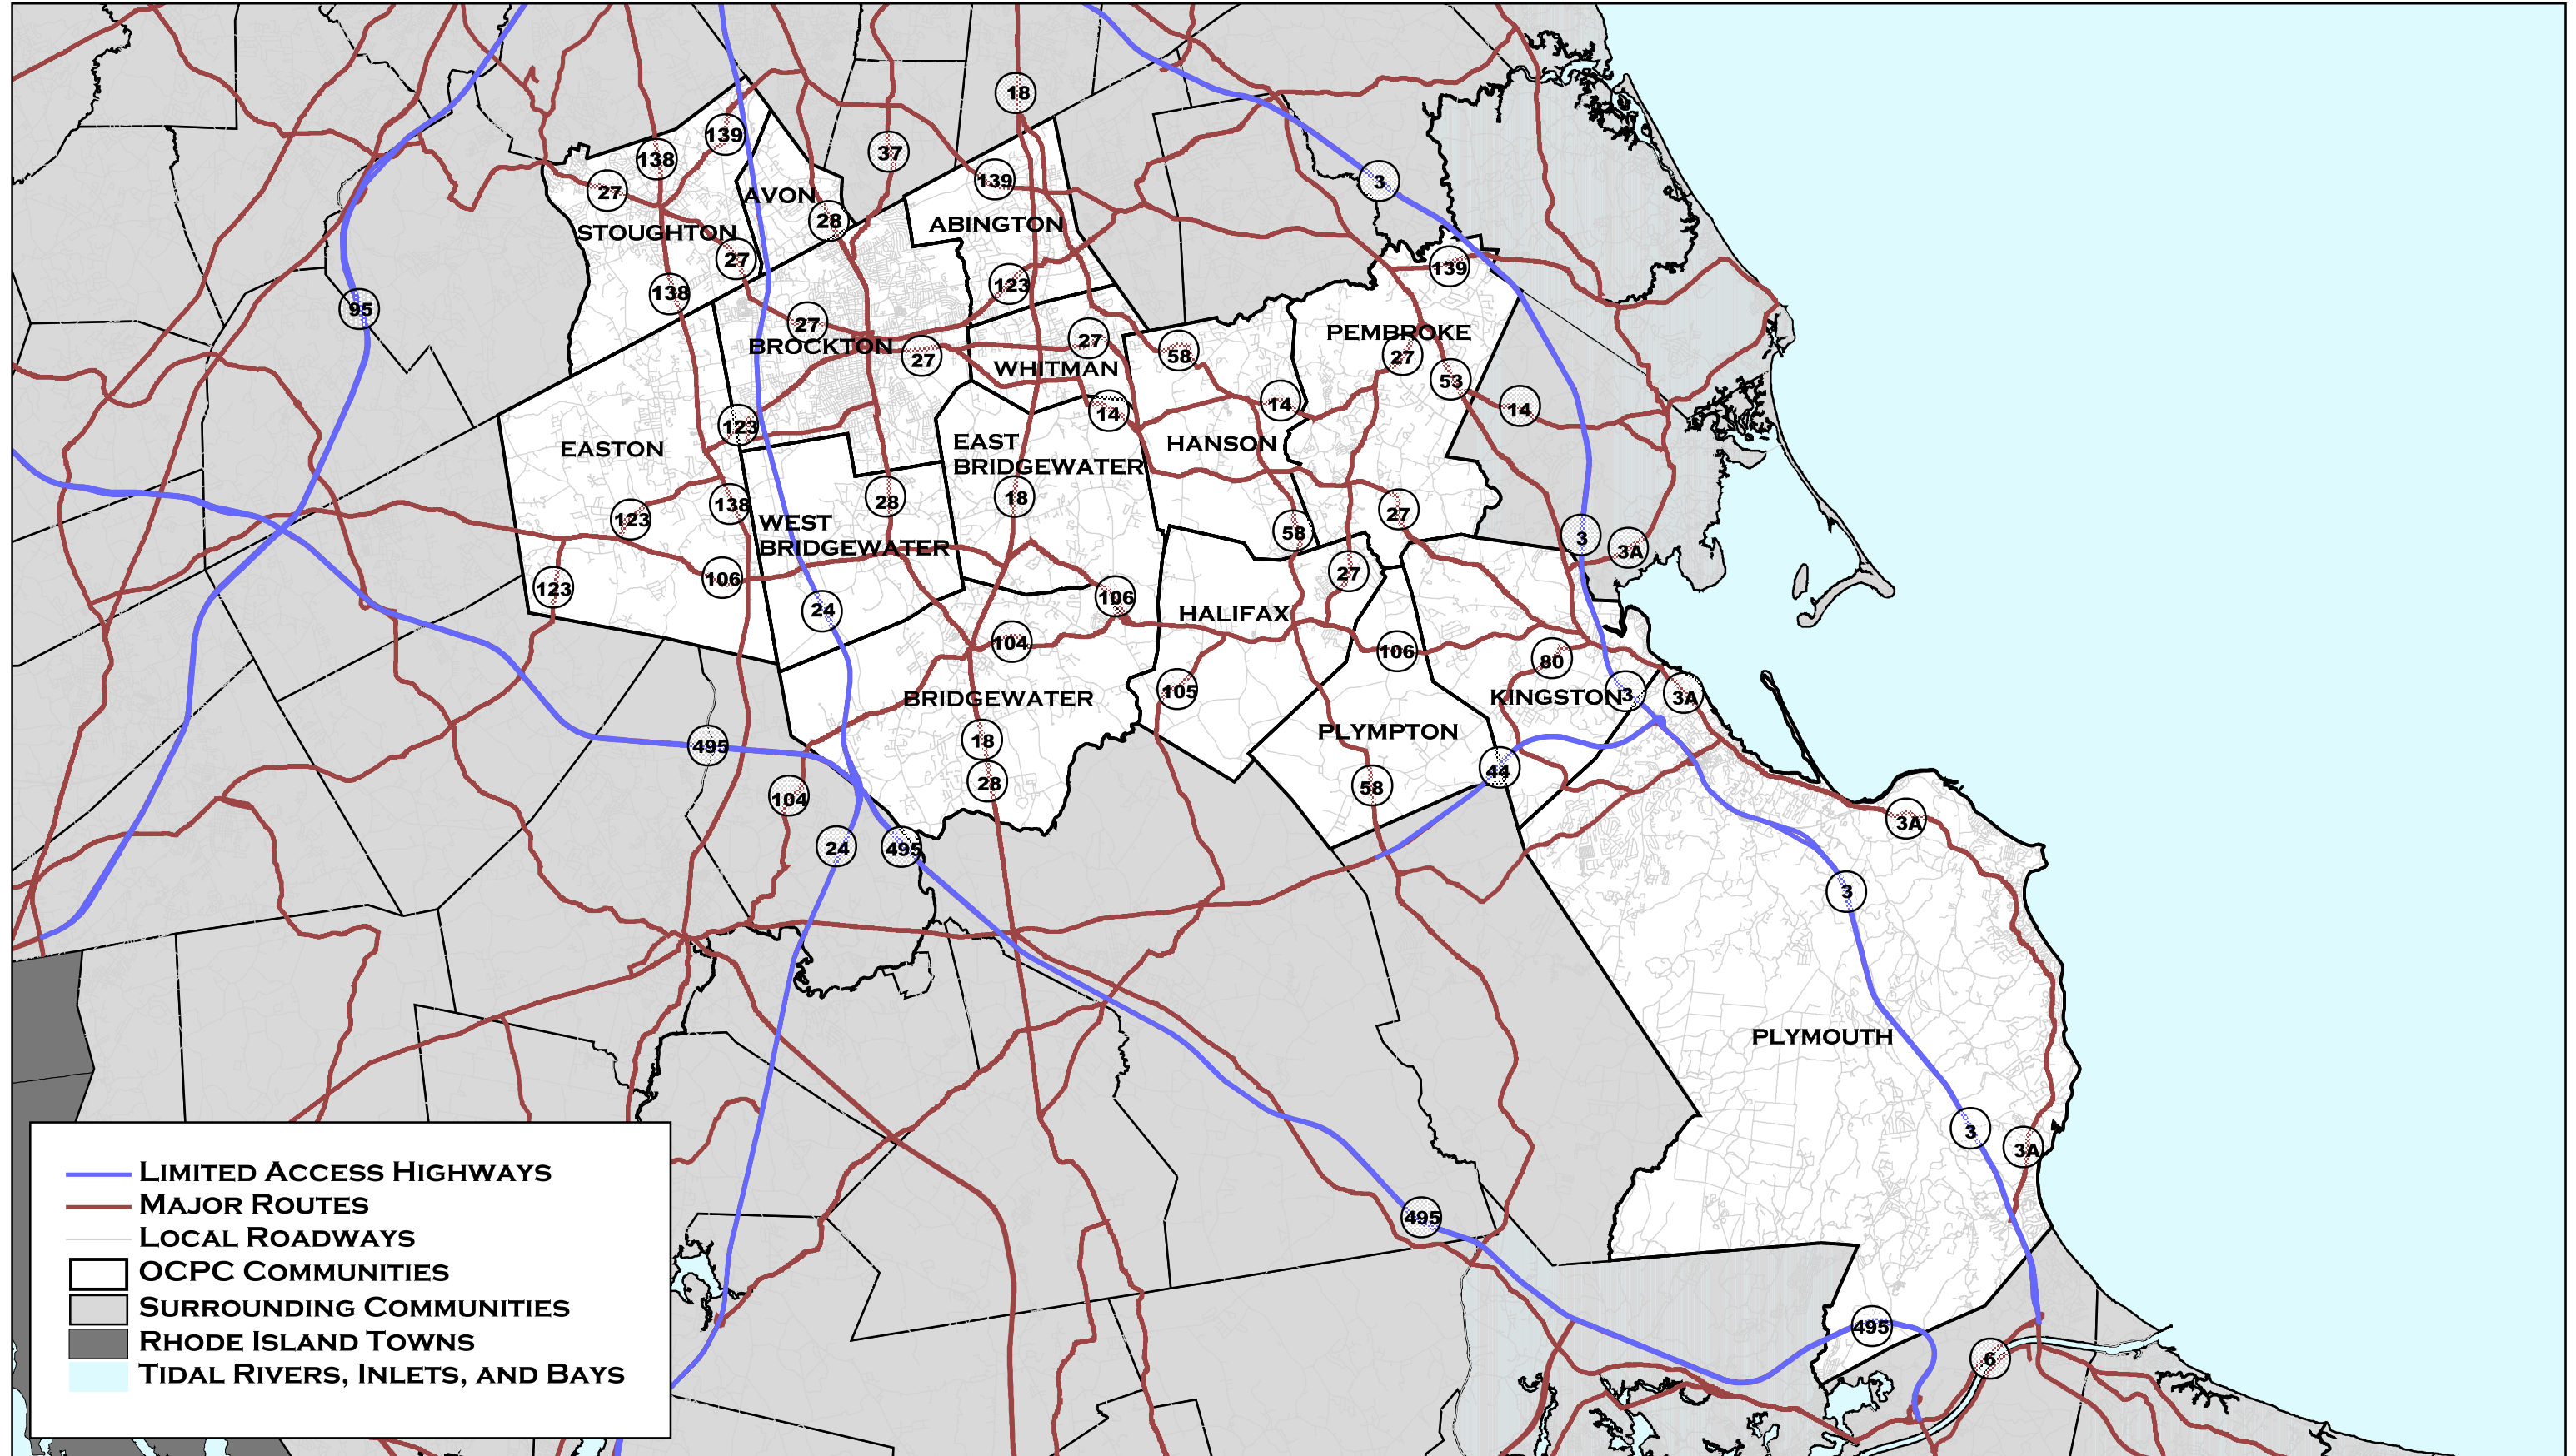 18
139
138
37
139
27
3
AVON
28
ABINGTON
STOUGHTON
27
139
123
138
95
27
PEMBROKE
27
BROCKTON
27
58
27
WHITMAN
53
14
14
14
123
EAST
BRIDGEWATER
HANSON
EASTON
28
18
138
27
123
WEST
BRIDGEWATER
58
3
3A
27
106
123
106
24
HALIFAX
104
106
80
105
KINGSTON
3
3A
BRIDGEWATER
PLYMPTON
18
495
44
28
58
104
3A
24
495
3
PLYMOUTH
3
3A
LIMITED ACCESS HIGHWAYS
MAJOR ROUTES
495
LOCAL ROADWAYS
OCPC COMMUNITIES
SURROUNDING COMMUNITIES
495
RHODE ISLAND TOWNS
6
TIDAL RIVERS, INLETS, AND BAYS